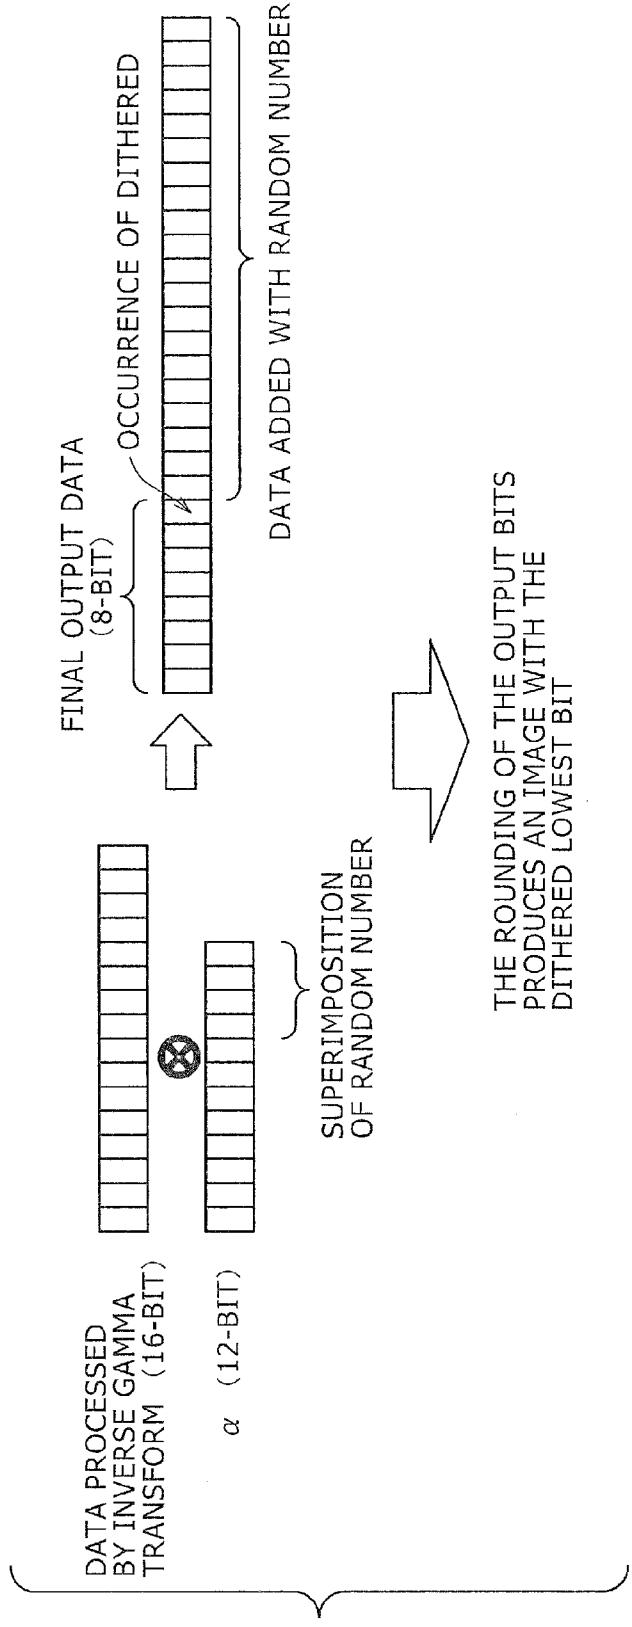 DATA PROCESSED
BY INVERSE GAMMA
TRANSFORM (16-BIT)
α (12-BIT)
SUPERIMPOSITION
OF RANDOM NUMBER
FINAL OUTPUT DATA
(8-BIT)
OCCURRENCE OF DITHERED
DATA ADDED WITH RANDOM NUMBER
THE ROUNDING OF THE OUTPUT BITS
PRODUCES AN IMAGE WITH THE
DITHERED LOWEST BIT